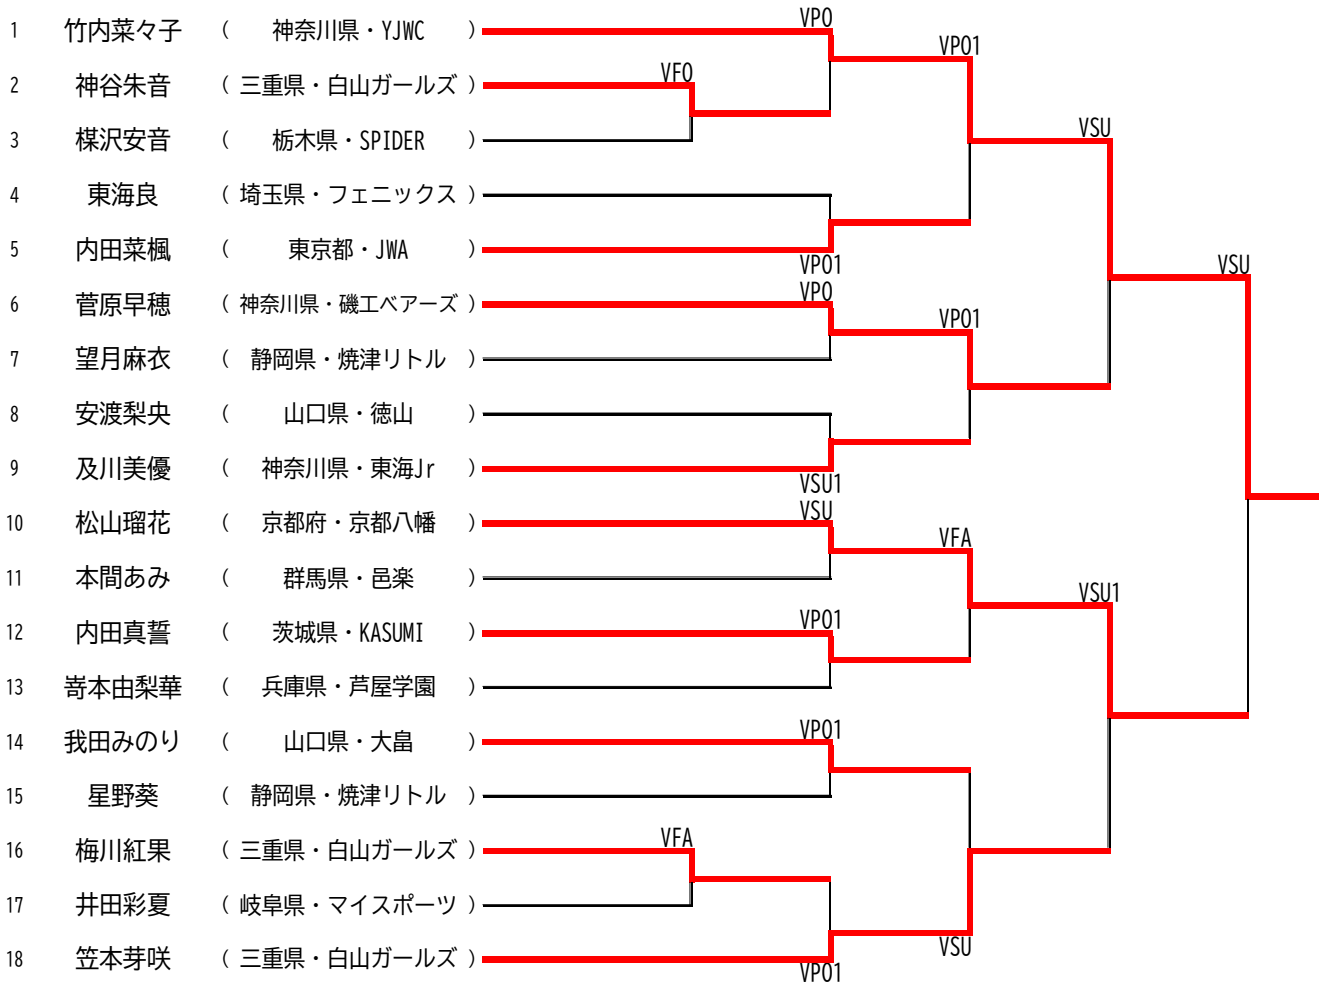 VPO
1 竹内菜々子 ( 神奈川県・YJWC )
VPO1
VFO
2 神谷朱音 ( 三重県・白山ガールズ )
VSU
3 楳沢安音 ( 栃木県・SPIDER )
4 東海良 ( 埼玉県・フェニックス )
5 内田菜楓 ( 東京都・JWA )
VPO1
VSU
VPO
6 菅原早穂 ( 神奈川県・磯工ベアーズ )
VPO1
7 望月麻衣 ( 静岡県・焼津リトル )
8 安渡梨央 ( 山口県・徳山 )
9 及川美優 ( 神奈川県・東海Jr )
VSU1
VSU
10 松山瑠花 ( 京都府・京都八幡 )
VFA
11 本間あみ ( 群馬県・邑楽 )
VSU1
VPO1
12 内田真誓 ( 茨城県・KASUMI )
13 嵜本由梨華 ( 兵庫県・芦屋学園 )
VPO1
14 我田みのり ( 山口県・大畠 )
15 星野葵 ( 静岡県・焼津リトル )
VFA
16 梅川紅果 ( 三重県・白山ガールズ )
17 井田彩夏 ( 岐阜県・マイスポーツ )
VSU
18 笠本芽咲 ( 三重県・白山ガールズ )
VPO1